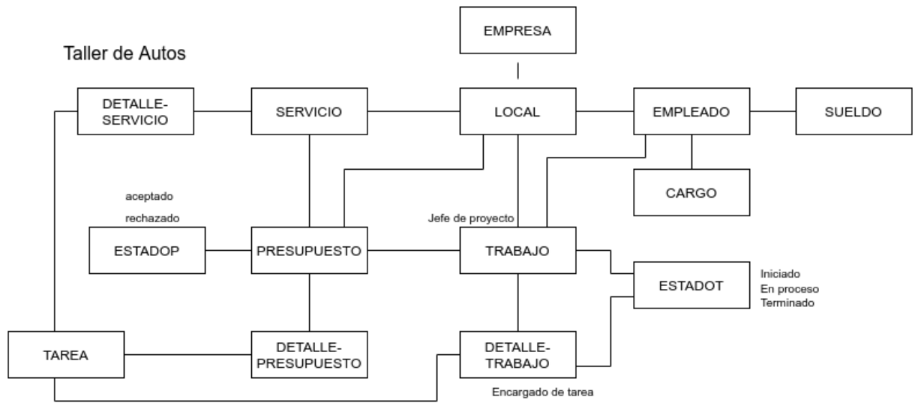 EMPRESA
Taller de Autos
DETALLE-
SERVICIO
SERVICIO
LOCAL
EMPLEADO
SUELDO
CARGO
aceptado
rechazado
Jefe de proyecto
ESTADOP
PRESUPUESTO
TRABAJO
ESTADOT
Iniciado
En proceso
Terminado
TAREA
DETALLE-
PRESUPUESTO
DETALLE-
TRABAJO
Encargado de tarea